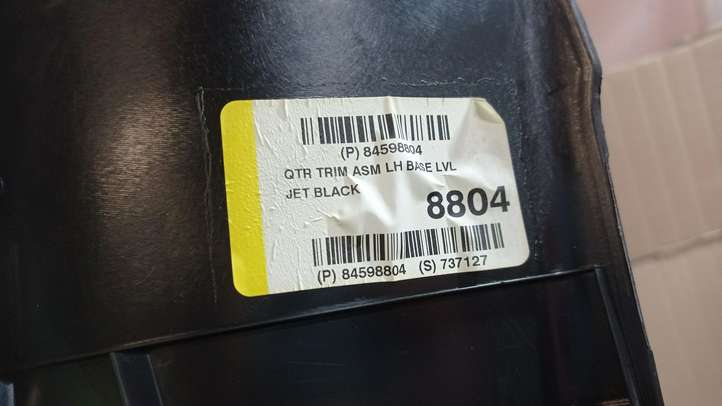 (P) 84598804
QTR TRIM ASM LH BASE LVL
JET BLACK
8804
(P) 84598804 (S) 737127